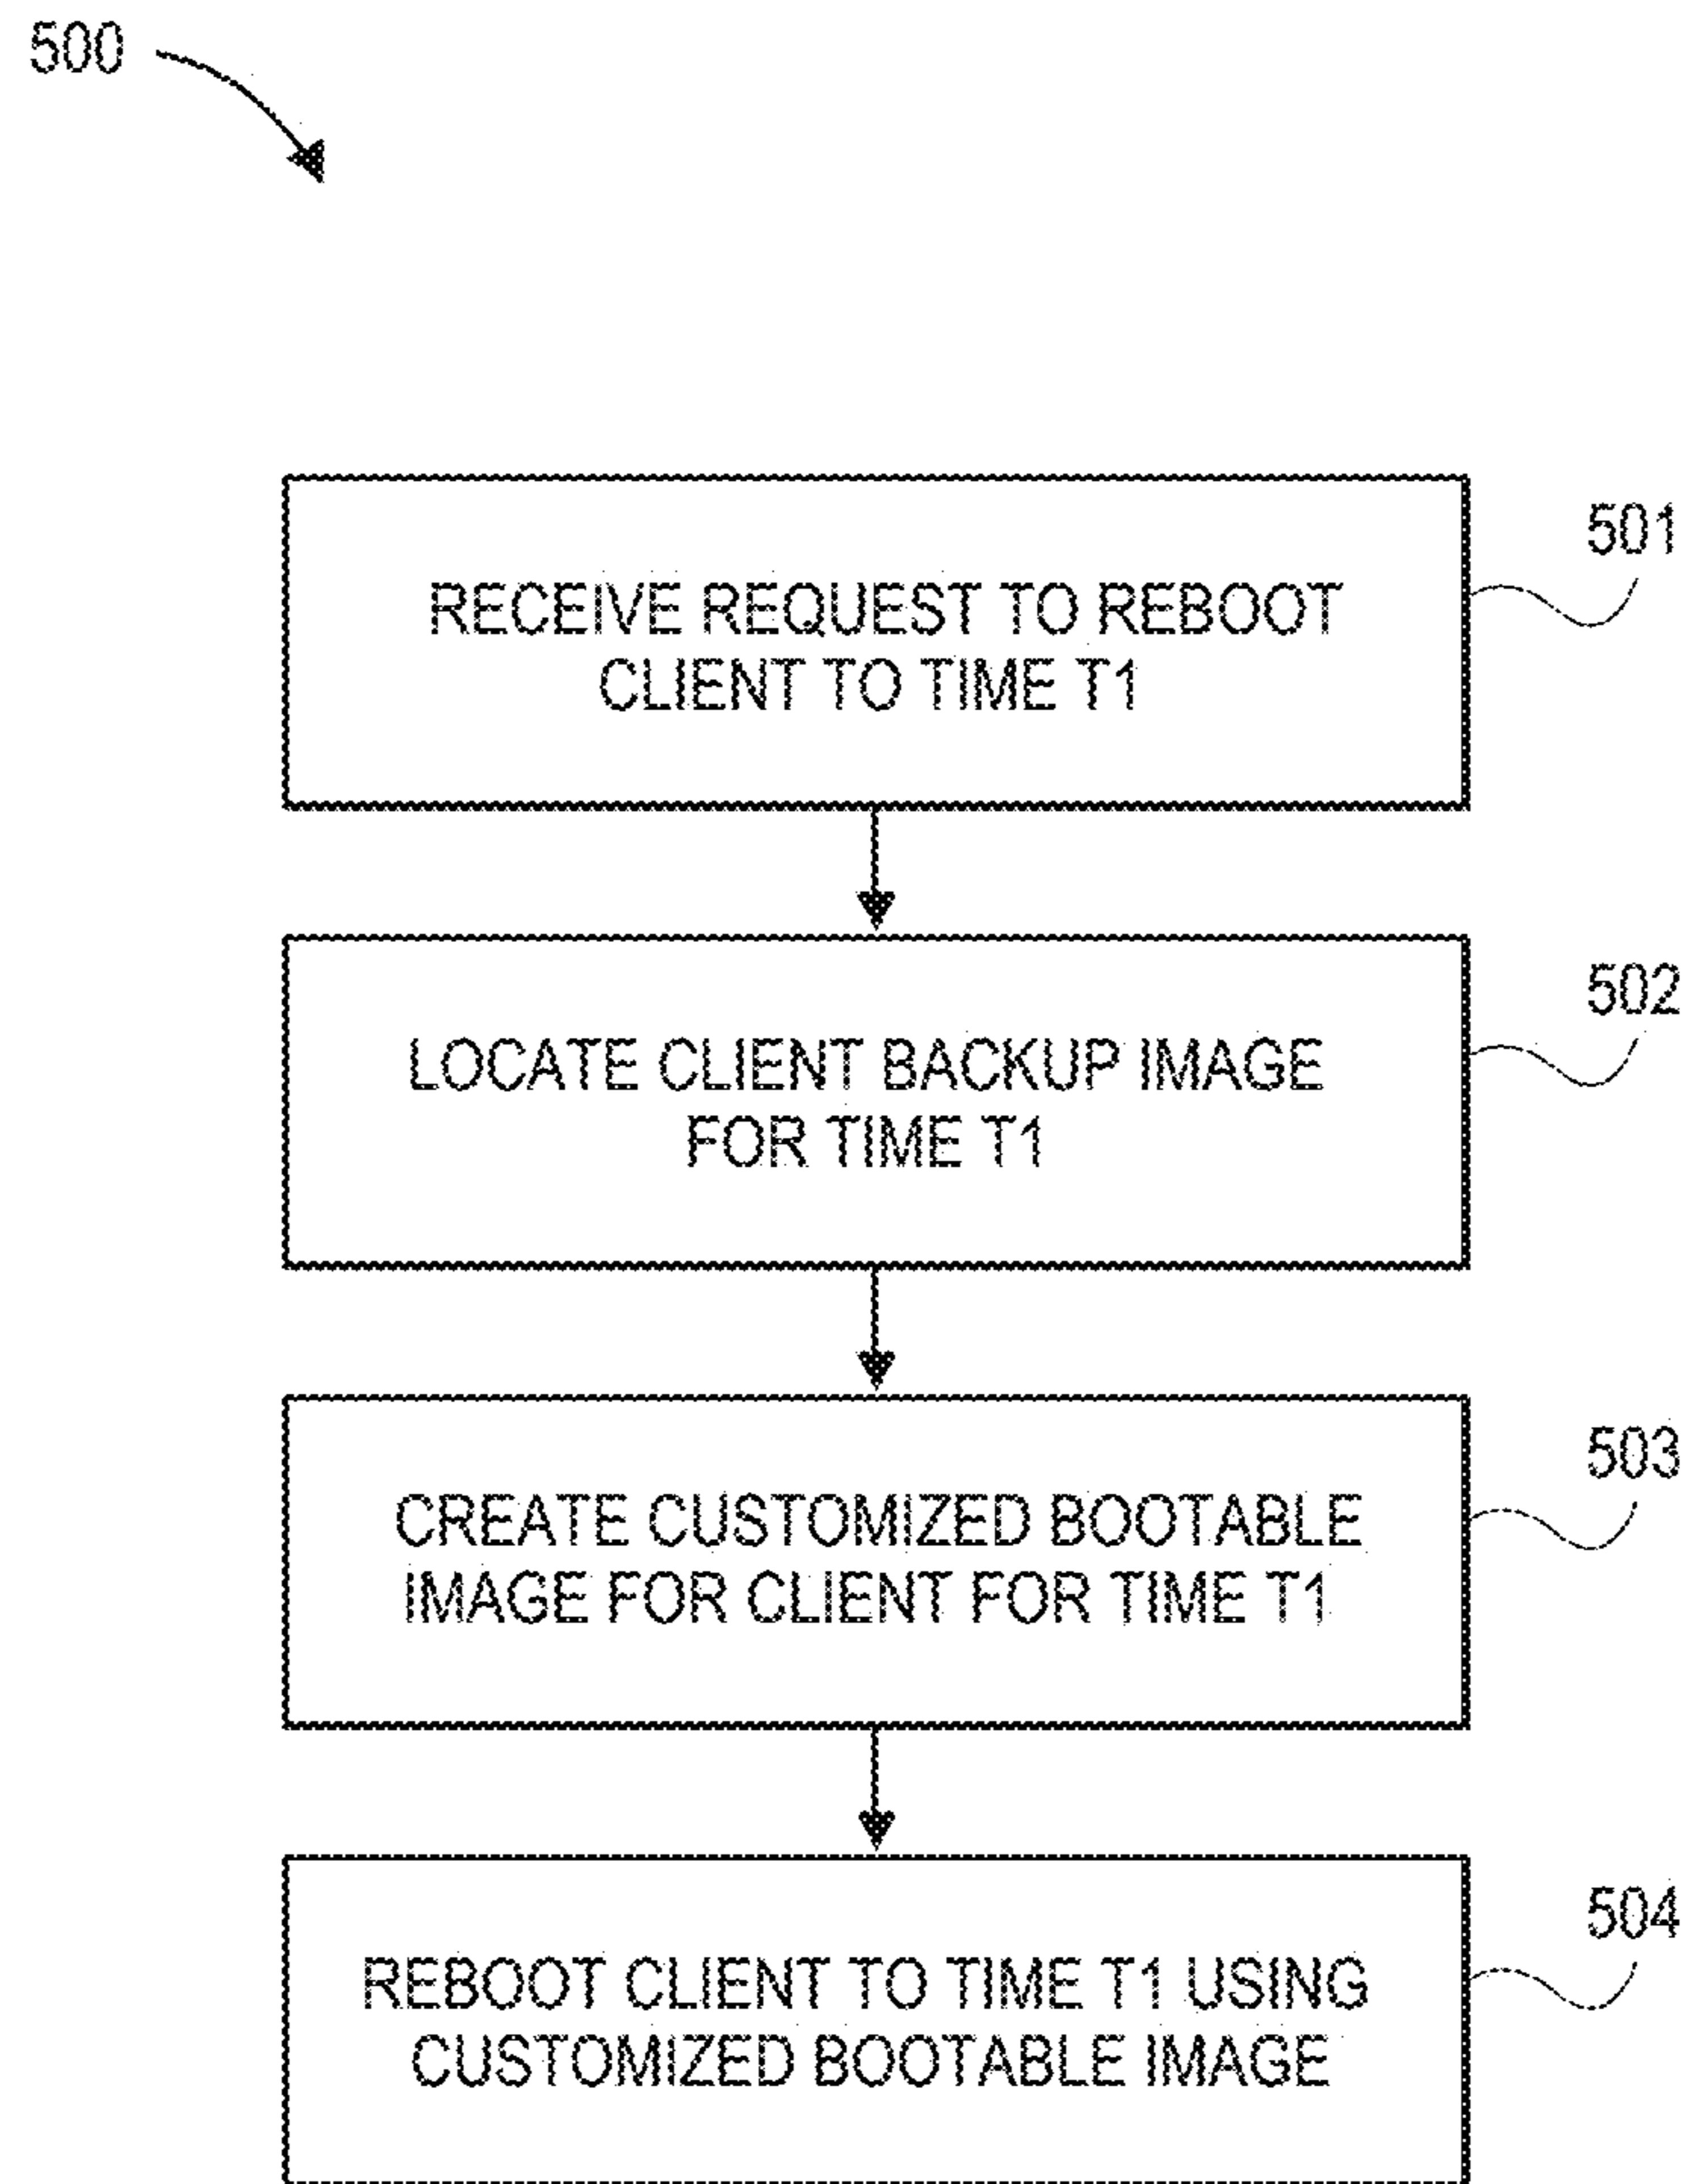 500
501
RECEIVE REQUEST TO REBOOT
CLIENT TO TIME T1
502
LOCATE CLIENT BACKUP IMAGE
FOR TIME T1
503
CREATE CUSTOMIZED BOOTABLE
IMAGE FOR CLIENT FOR TIME T1
504
REBOOT CLIENT TO TIME T1 USING
CUSTOMIZED BOOTABLE IMAGE